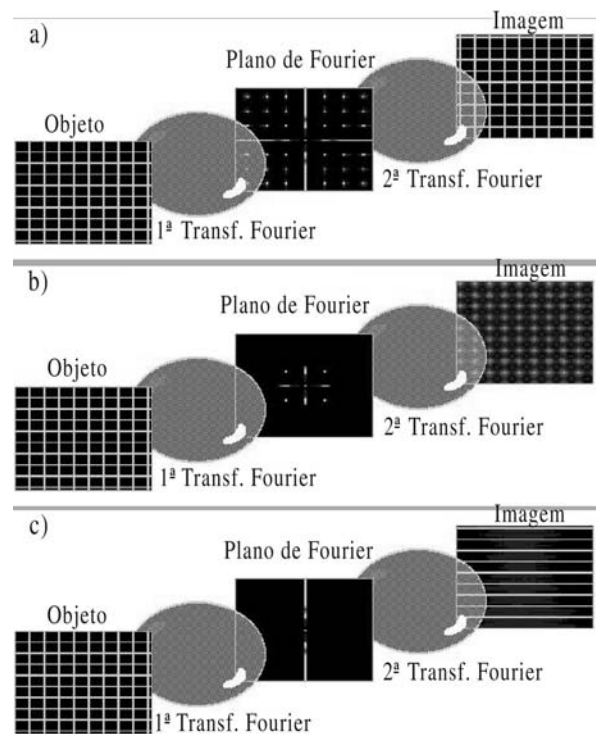 a)
Imagem
Plano de Fourier
Objeto
2ª Transf. Fourier
1ª Transf. Fourier
b)
Imagem
Plano de Fourier
Objeto
2ª Transf. Fourier
1ª Transf. Fourier
c)
Imagem
Plano de Fourier
Objeto
2ª Transf. Fourier
1ª Transf. Fourier